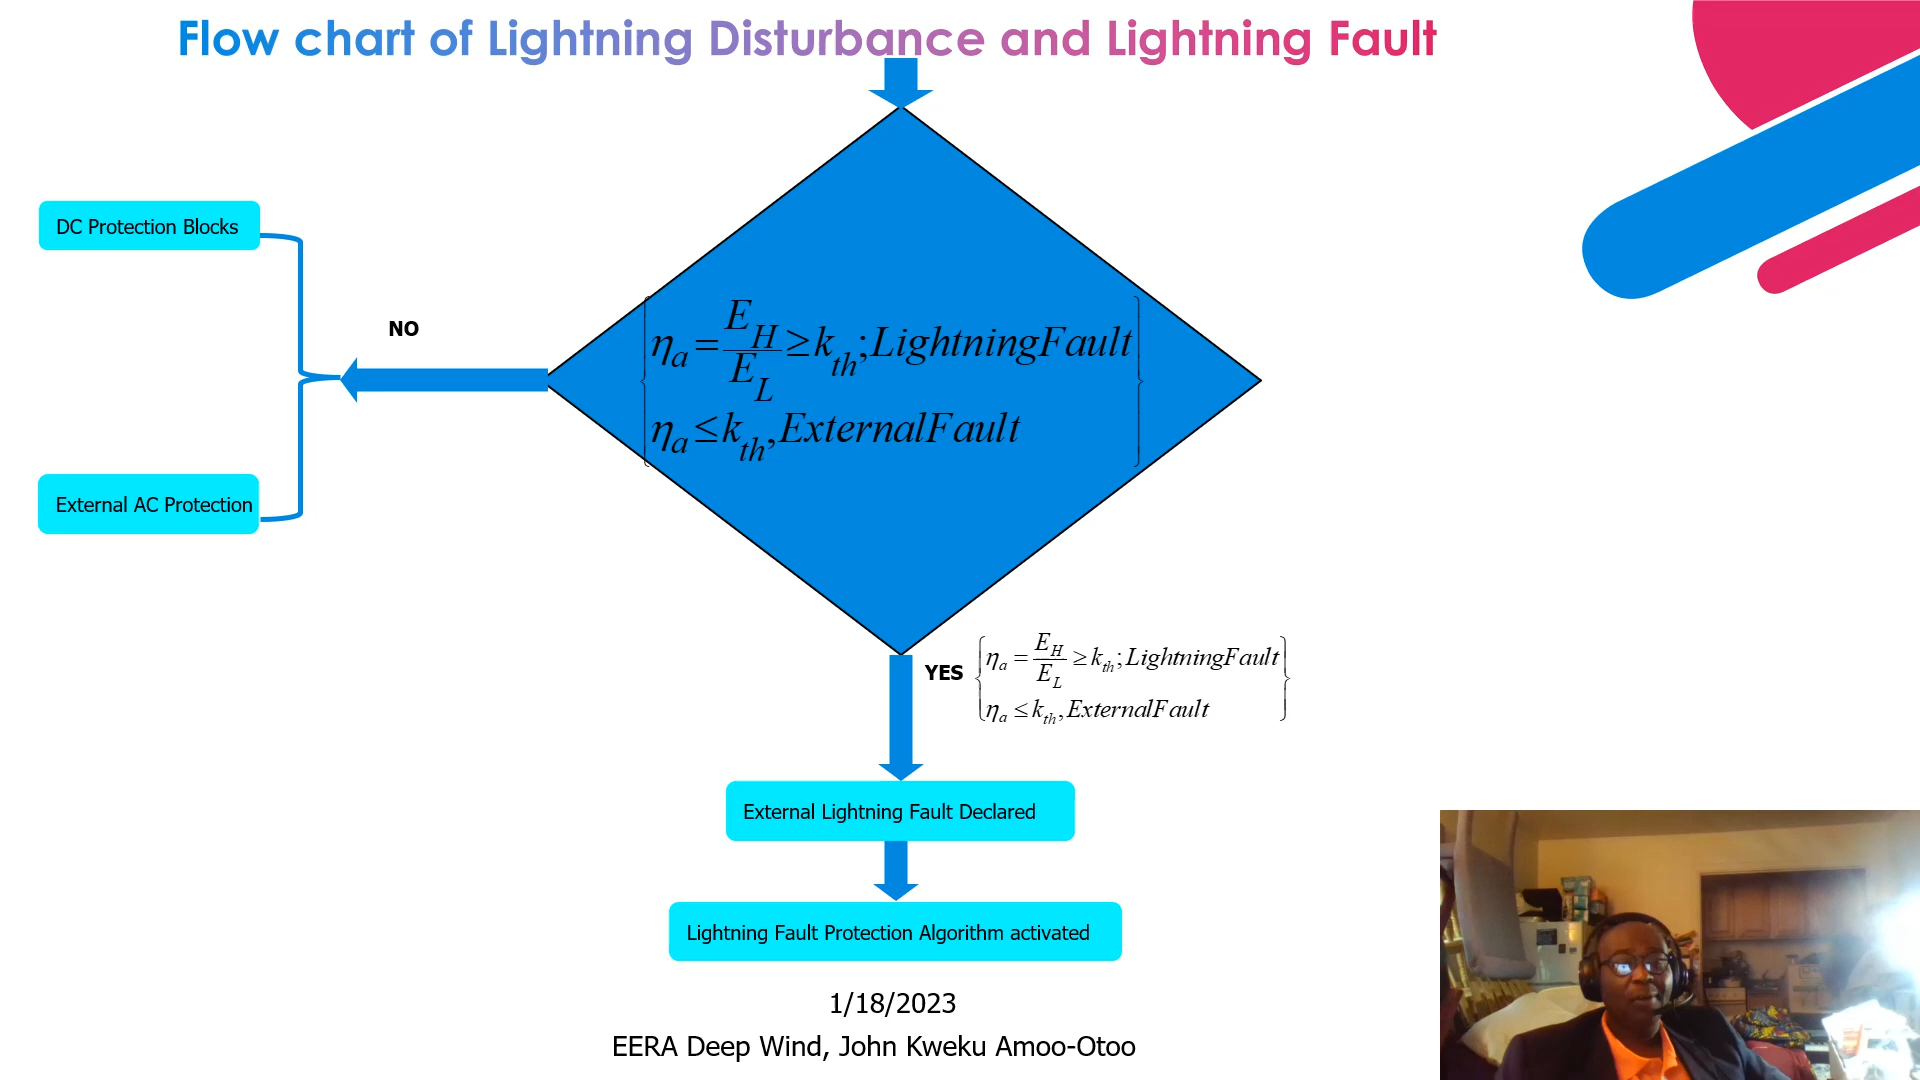 Flow chart of Lightning Disturbance and Lightning Fault
DC Protection Blocks
NO
η_a = E_H / E_L ≥ k_th; LightningFault
η_a ≤ k_th, ExternalFault
External AC Protection
YES
η_a = E_H / E_L ≥ k_th; LightningFault
η_a ≤ k_th, ExternalFault
External Lightning Fault Declared
Lightning Fault Protection Algorithm activated
1/18/2023
EERA Deep Wind, John Kweku Amoo-Otoo